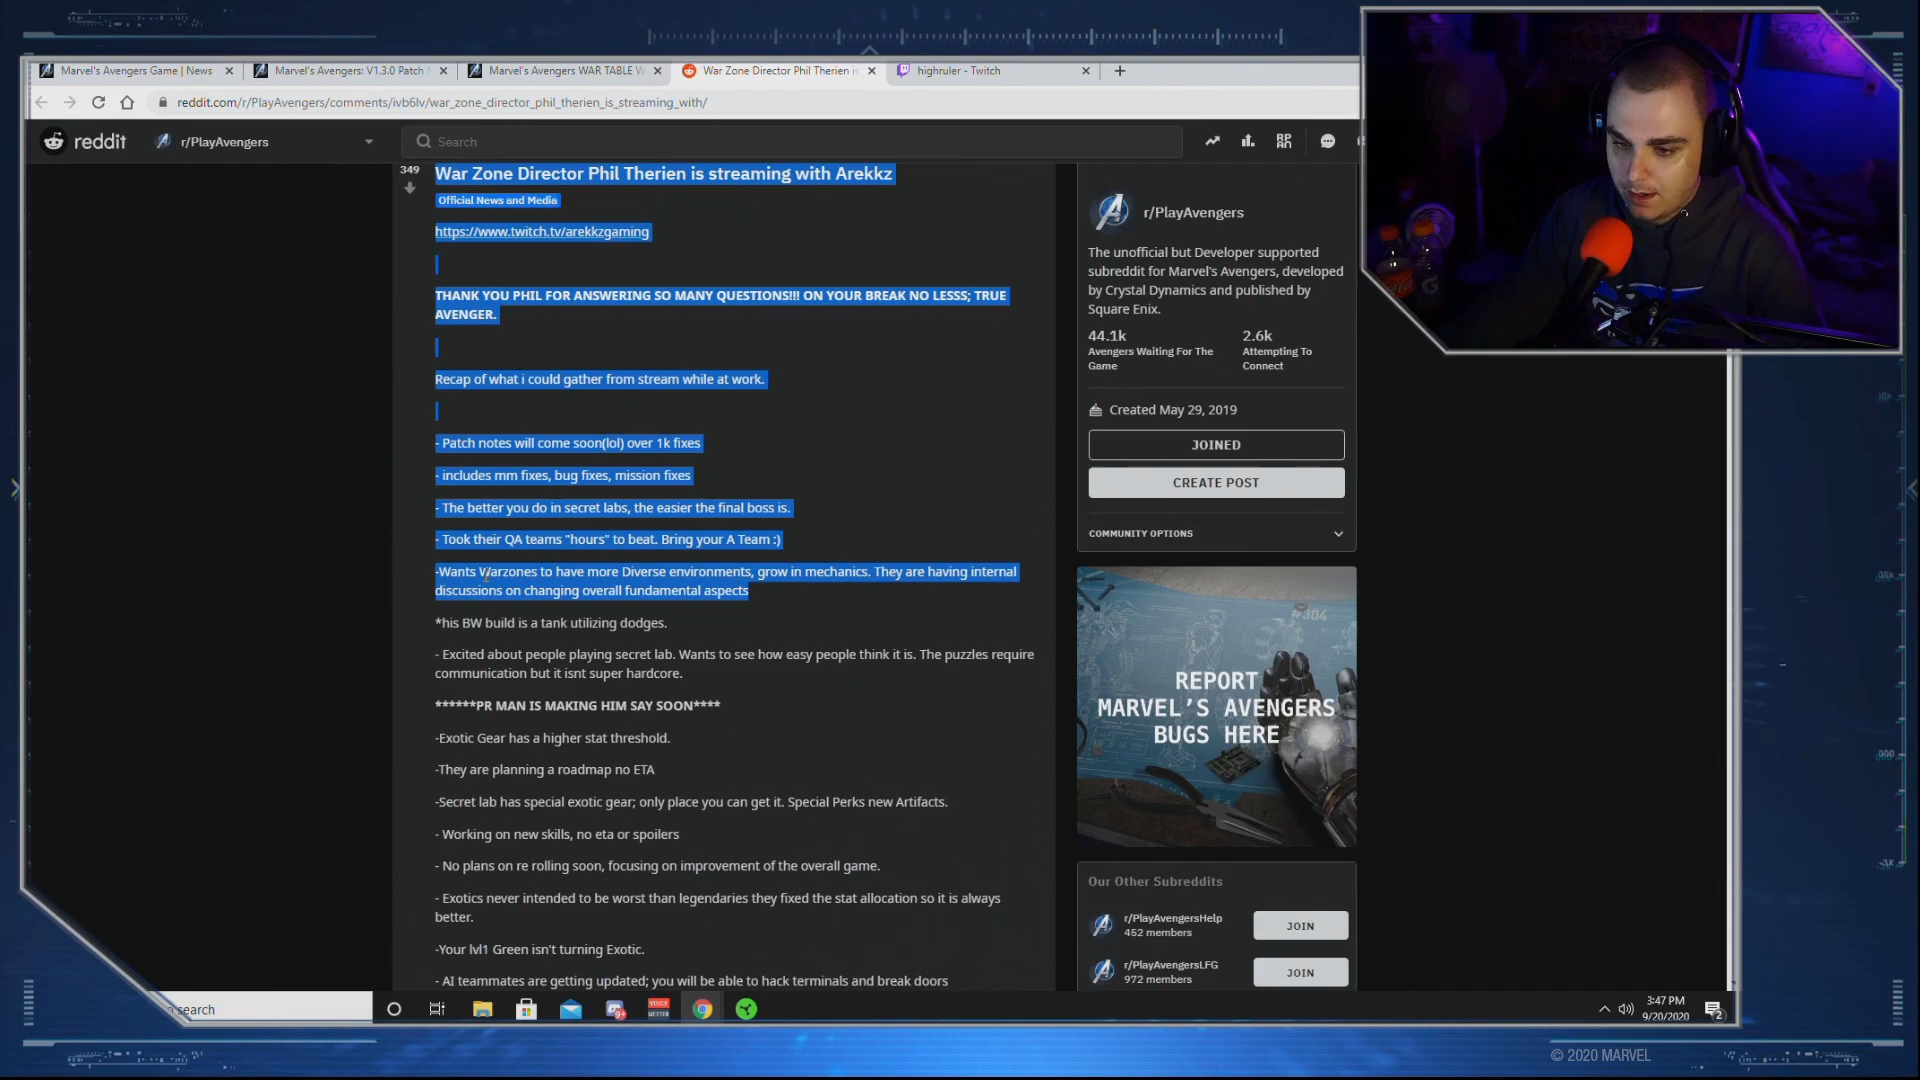 Marvel's Avengers Game | News
Marvel's Avengers: V1.3.0 Patch
Marvel's Avengers WAR TABLE W
War Zone Director Phil Therien is
highruler - Twitch
reddit.com/r/PlayAvengers/comments/ivb6lv/war_zone_director_phil_therien_is_streaming_with/
reddit
r/PlayAvengers
Search
349
War Zone Director Phil Therien is streaming with Arekkz
Official News and Media
https://www.twitch.tv/arekkzgaming
THANK YOU PHIL FOR ANSWERING SO MANY QUESTIONS!!! ON YOUR BREAK NO LESSS; TRUE
AVENGER.
Recap of what i could gather from stream while at work.
- Patch notes will come soon(lol) over 1k fixes
- includes mm fixes, bug fixes, mission fixes
- The better you do in secret labs, the easier the final boss is.
- Took their QA teams "hours" to beat. Bring your A Team :)
-Wants Warzones to have more Diverse environments, grow in mechanics. They are having internal
discussions on changing overall fundamental aspects
*his BW build is a tank utilizing dodges.
- Excited about people playing secret lab. Wants to see how easy people think it is. The puzzles require
communication but it isnt super hardcore.
******PR MAN IS MAKING HIM SAY SOON****
-Exotic Gear has a higher stat threshold.
-They are planning a roadmap no ETA
-Secret lab has special exotic gear; only place you can get it. Special Perks new Artifacts.
- Working on new skills, no eta or spoilers
- No plans on re rolling soon, focusing on improvement of the overall game.
- Exotics never intended to be worst than legendaries they fixed the stat allocation so it is always
better.
-Your lvl1 Green isn't turning Exotic.
- AI teammates are getting updated; you will be able to hack terminals and break doors
r/PlayAvengers
The unofficial but Developer supported
subreddit for Marvel's Avengers, developed
by Crystal Dynamics and published by
Square Enix.
44.1k
2.6k
Avengers Waiting For The
Game
Attempting To
Connect
Created May 29, 2019
JOINED
CREATE POST
COMMUNITY OPTIONS
#304
REPORT
MARVEL'S AVENGERS
BUGS HERE
Our Other Subreddits
r/PlayAvengersHelp
452 members
JOIN
r/PlayAvengersLFG
972 members
JOIN
search
9+
VOICE
MEETER
3:47 PM
9/20/2020
2
© 2020 MARVEL